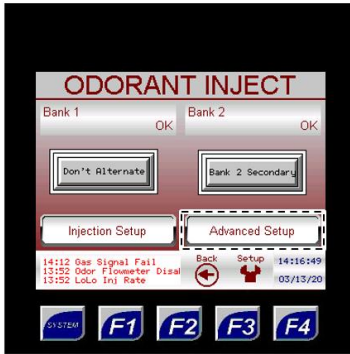 ODORANT INJECT
Bank 1
OK
Bank 2
OK
Don't Alternate
Bank 2 Secondary
Injection Setup
Advanced Setup
14:12 Gas Signal Fail
13:52 Odor Flowmeter Disa
13:52 LoLo Inj Rate
Back
Setup
14:16:49
03/13/20
SYSTEM
F1
F2
F3
F4